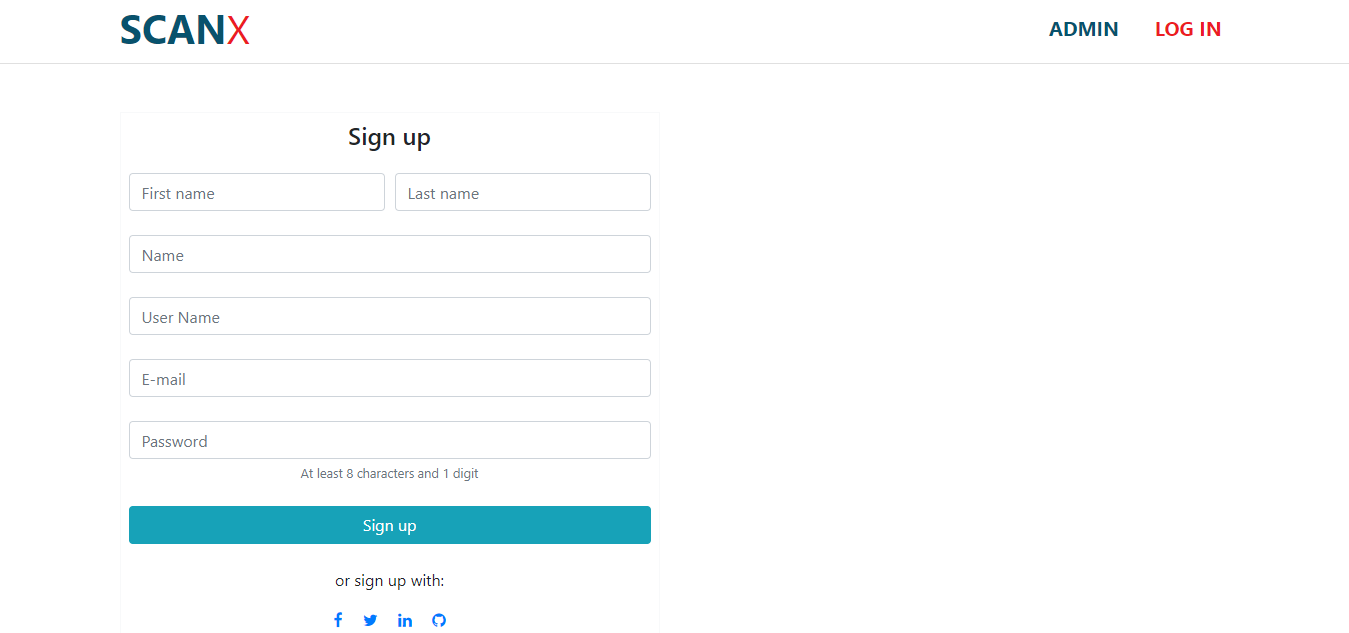 SCANX ADMIN LOG IN
Sign up
First name Last name
Name
User Name
E-mail
Password
At least 8 characters and 1 digit
Sign up
or sign up with: